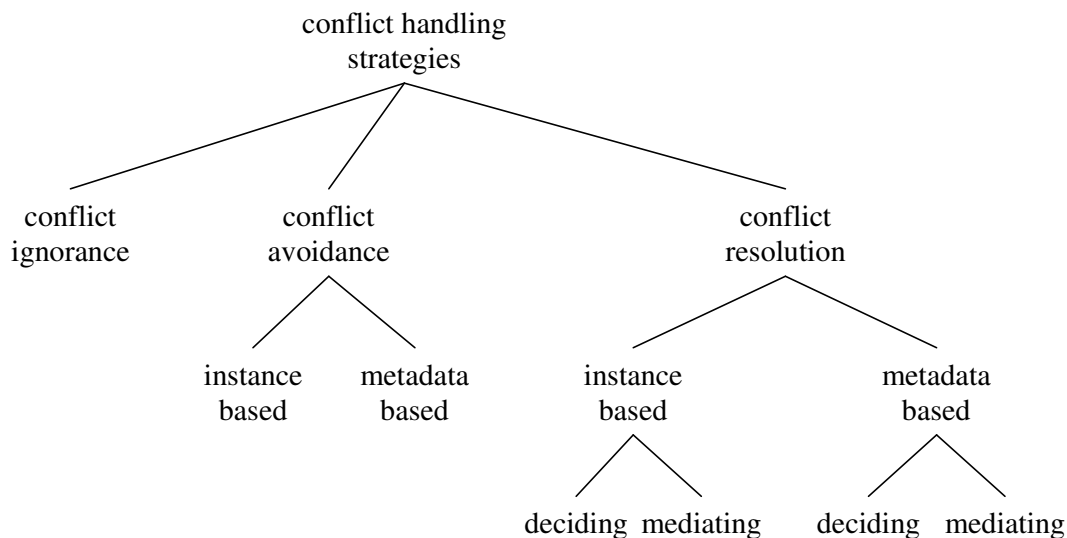 conflict handling
strategies
conflict
ignorance
conflict
avoidance
conflict
resolution
instance
based
metadata
based
instance
based
metadata
based
deciding
mediating
deciding
mediating